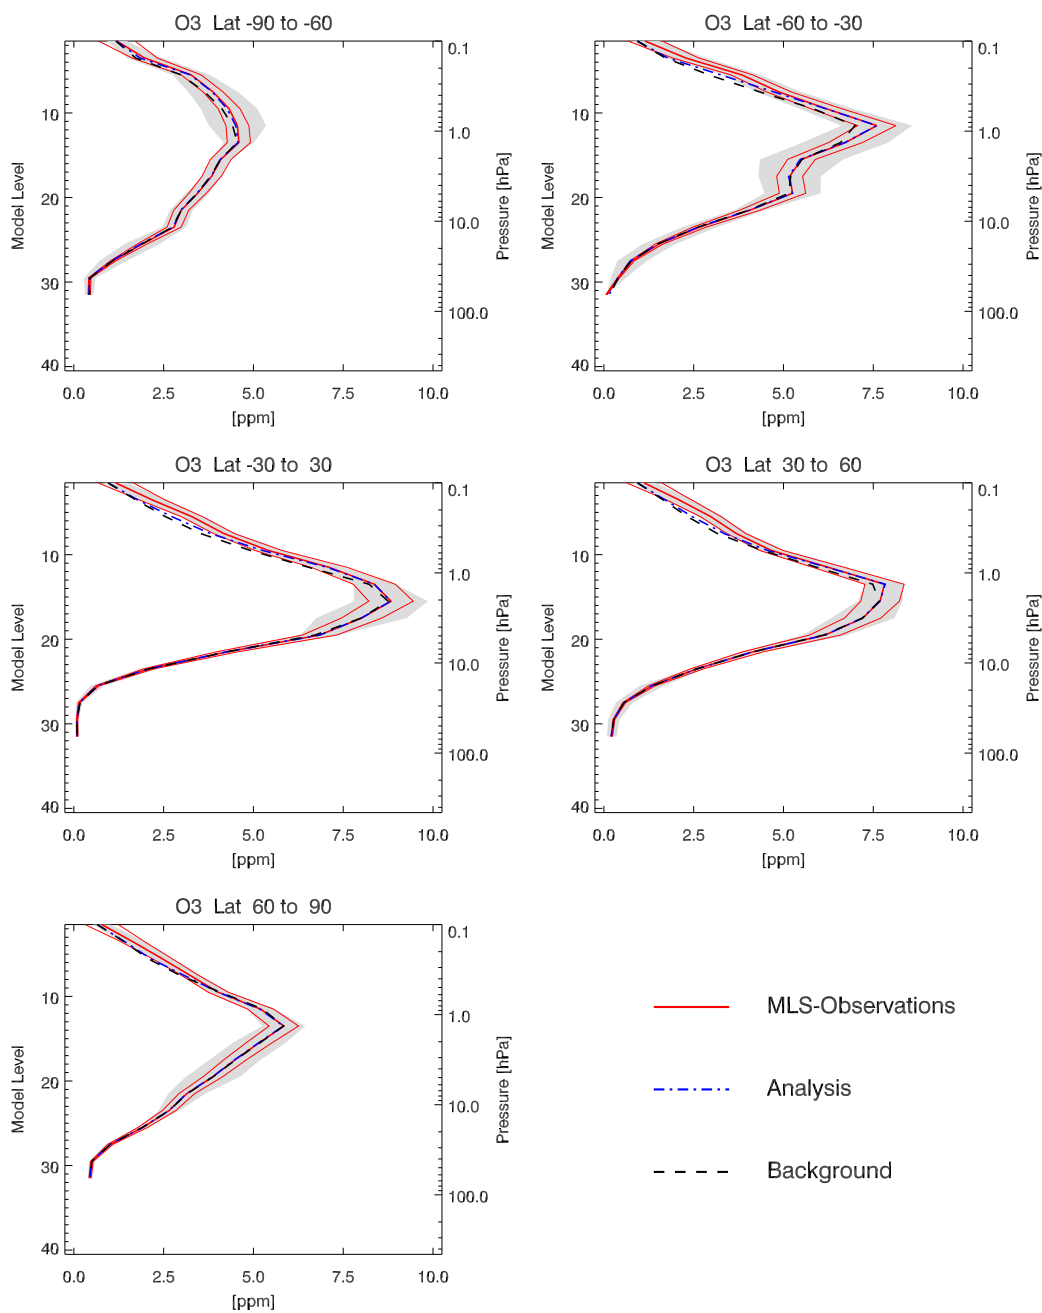 O3 Lat -90 to -60
Model Level
10
20
30
40
0.1
1.0
10.0
100.0
Pressure [hPa]
0.0 2.5 5.0 7.5 10.0
[ppm]
O3 Lat -60 to -30
Model Level
10
20
30
40
0.1
1.0
10.0
100.0
Pressure [hPa]
0.0 2.5 5.0 7.5 10.0
[ppm]
O3 Lat -30 to 30
Model Level
10
20
30
40
0.1
1.0
10.0
100.0
Pressure [hPa]
0.0 2.5 5.0 7.5 10.0
[ppm]
O3 Lat 30 to 60
Model Level
10
20
30
40
0.1
1.0
10.0
100.0
Pressure [hPa]
0.0 2.5 5.0 7.5 10.0
[ppm]
O3 Lat 60 to 90
Model Level
10
20
30
40
0.1
1.0
10.0
100.0
Pressure [hPa]
0.0 2.5 5.0 7.5 10.0
[ppm]
MLS-Observations
Analysis
Background